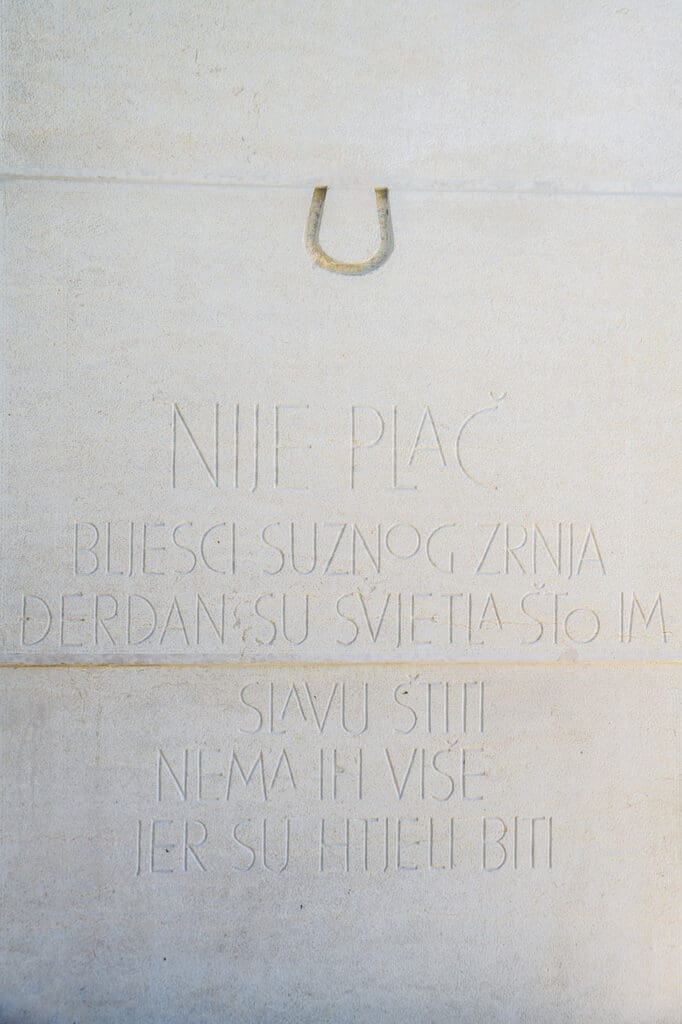 NIJE PLAČ
BLJESCI SUZNOG ZRNJA
ĐERDAN SU SVJETLA ŠTO IM
SLAVU ŠTITI
NEMA IH VIŠE
JER SU HTJELI BITI